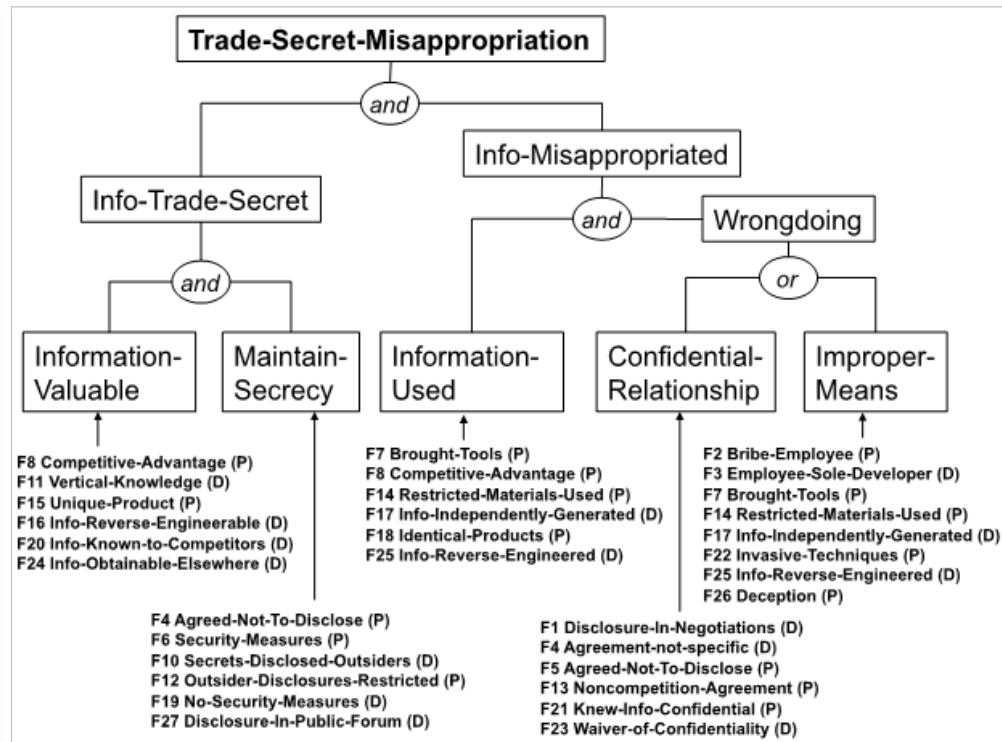 Trade-Secret-Misappropriation
and
Info-Misappropriated
Info-Trade-Secret
and
Wrongdoing
and
or
Information-
Valuable
Maintain-
Secrecy
Information-
Used
Confidential-
Relationship
Improper-
Means
F8 Competitive-Advantage (P)
F11 Vertical-Knowledge (D)
F15 Unique-Product (P)
F16 Info-Reverse-Engineerable (D)
F20 Info-Known-to-Competitors (D)
F24 Info-Obtainable-Elsewhere (D)
F4 Agreed-Not-To-Disclose (P)
F6 Security-Measures (P)
F10 Secrets-Disclosed-Outsiders (D)
F12 Outsider-Disclosures-Restricted (P)
F19 No-Security-Measures (D)
F27 Disclosure-In-Public-Forum (D)
F7 Brought-Tools (P)
F8 Competitive-Advantage (P)
F14 Restricted-Materials-Used (P)
F17 Info-Independently-Generated (D)
F18 Identical-Products (P)
F25 Info-Reverse-Engineered (D)
F1 Disclosure-In-Negotiations (D)
F4 Agreement-not-specific (D)
F5 Agreed-Not-To-Disclose (P)
F13 Noncompetition-Agreement (P)
F21 Knew-Info-Confidential (P)
F23 Waiver-of-Confidentiality (D)
F2 Bribe-Employee (P)
F3 Employee-Sole-Developer (D)
F7 Brought-Tools (P)
F14 Restricted-Materials-Used (P)
F17 Info-Independently-Generated (D)
F22 Invasive-Techniques (P)
F25 Info-Reverse-Engineered (D)
F26 Deception (P)